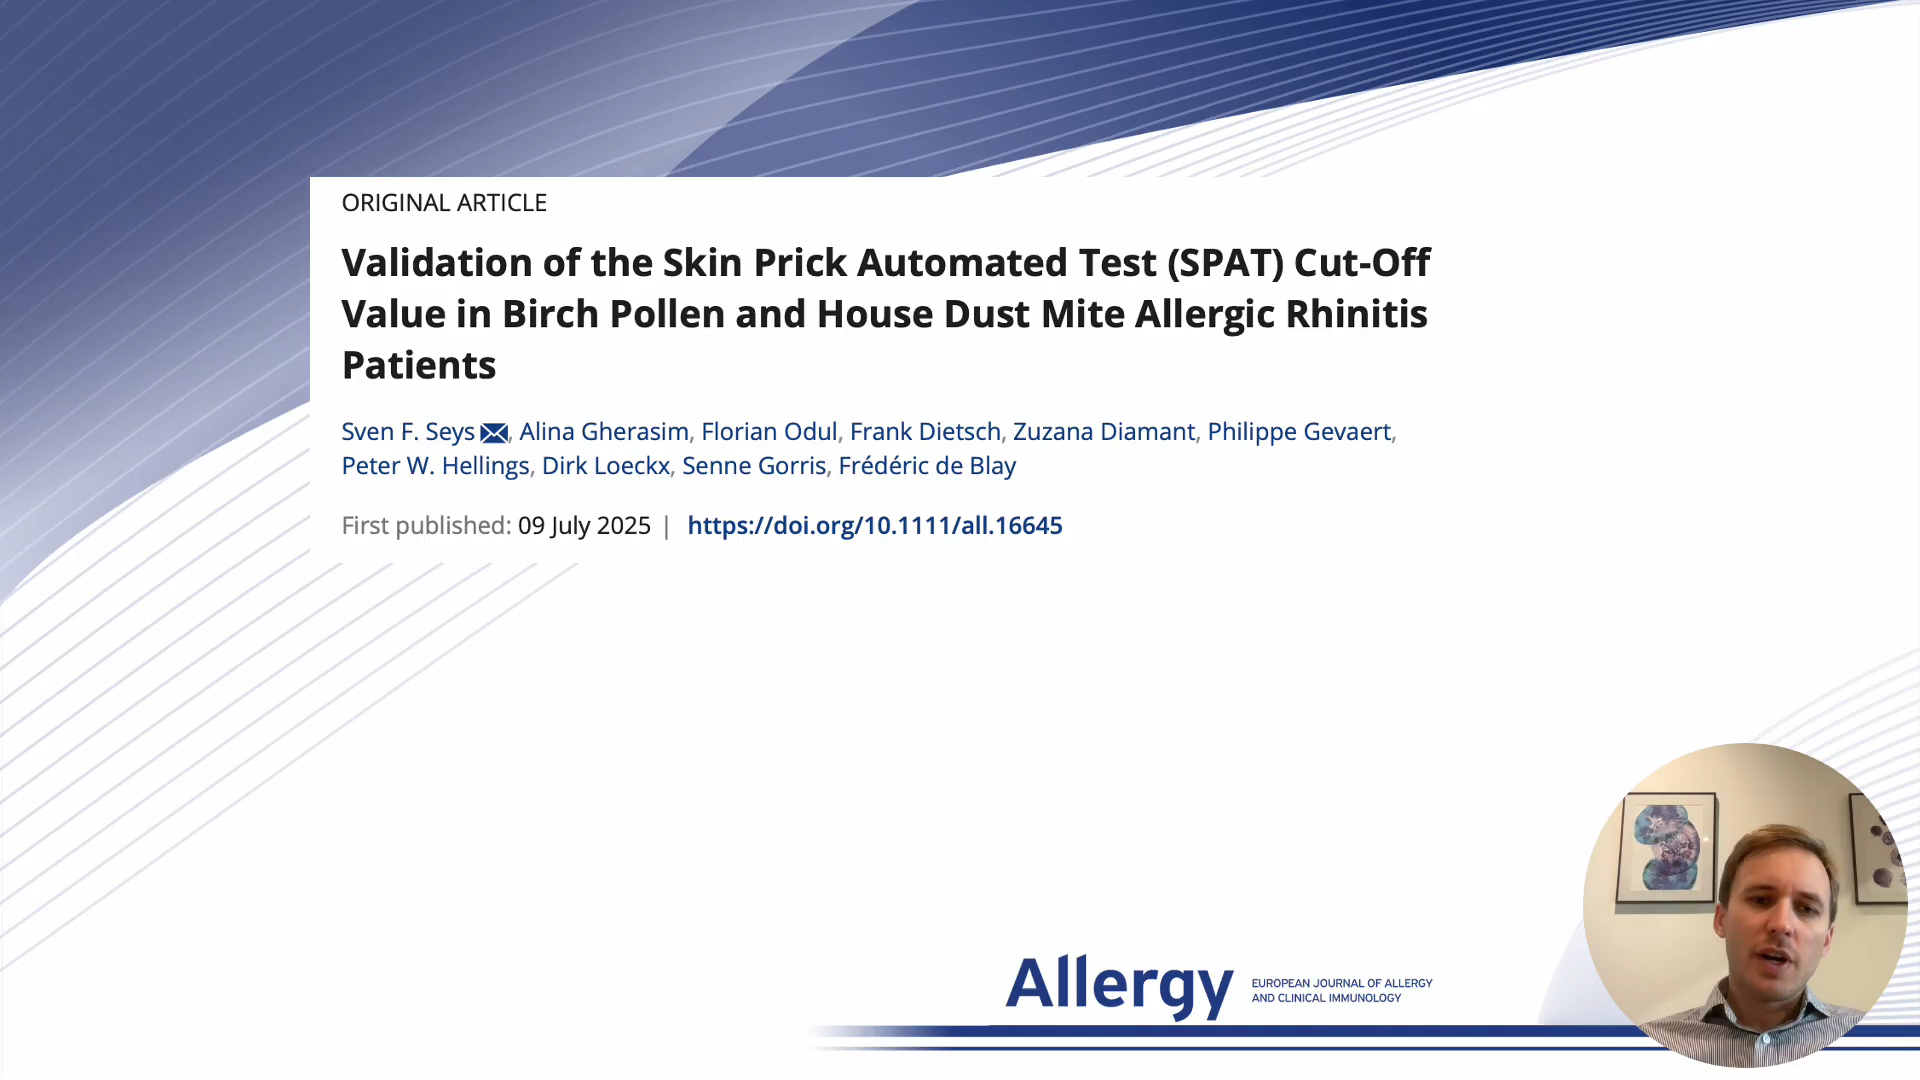 ORIGINAL ARTICLE
Validation of the Skin Prick Automated Test (SPAT) Cut-Off
Value in Birch Pollen and House Dust Mite Allergic Rhinitis
Patients
Sven F. Seys, Alina Gherasim, Florian Odul, Frank Dietsch, Zuzana Diamant, Philippe Gevaert,
Peter W. Hellings, Dirk Loeckx, Senne Gorris, Frédéric de Blay
First published: 09 July 2025 | https://doi.org/10.1111/all.16645
Allergy
EUROPEAN JOURNAL OF ALLERGY
AND CLINICAL IMMUNOLOGY